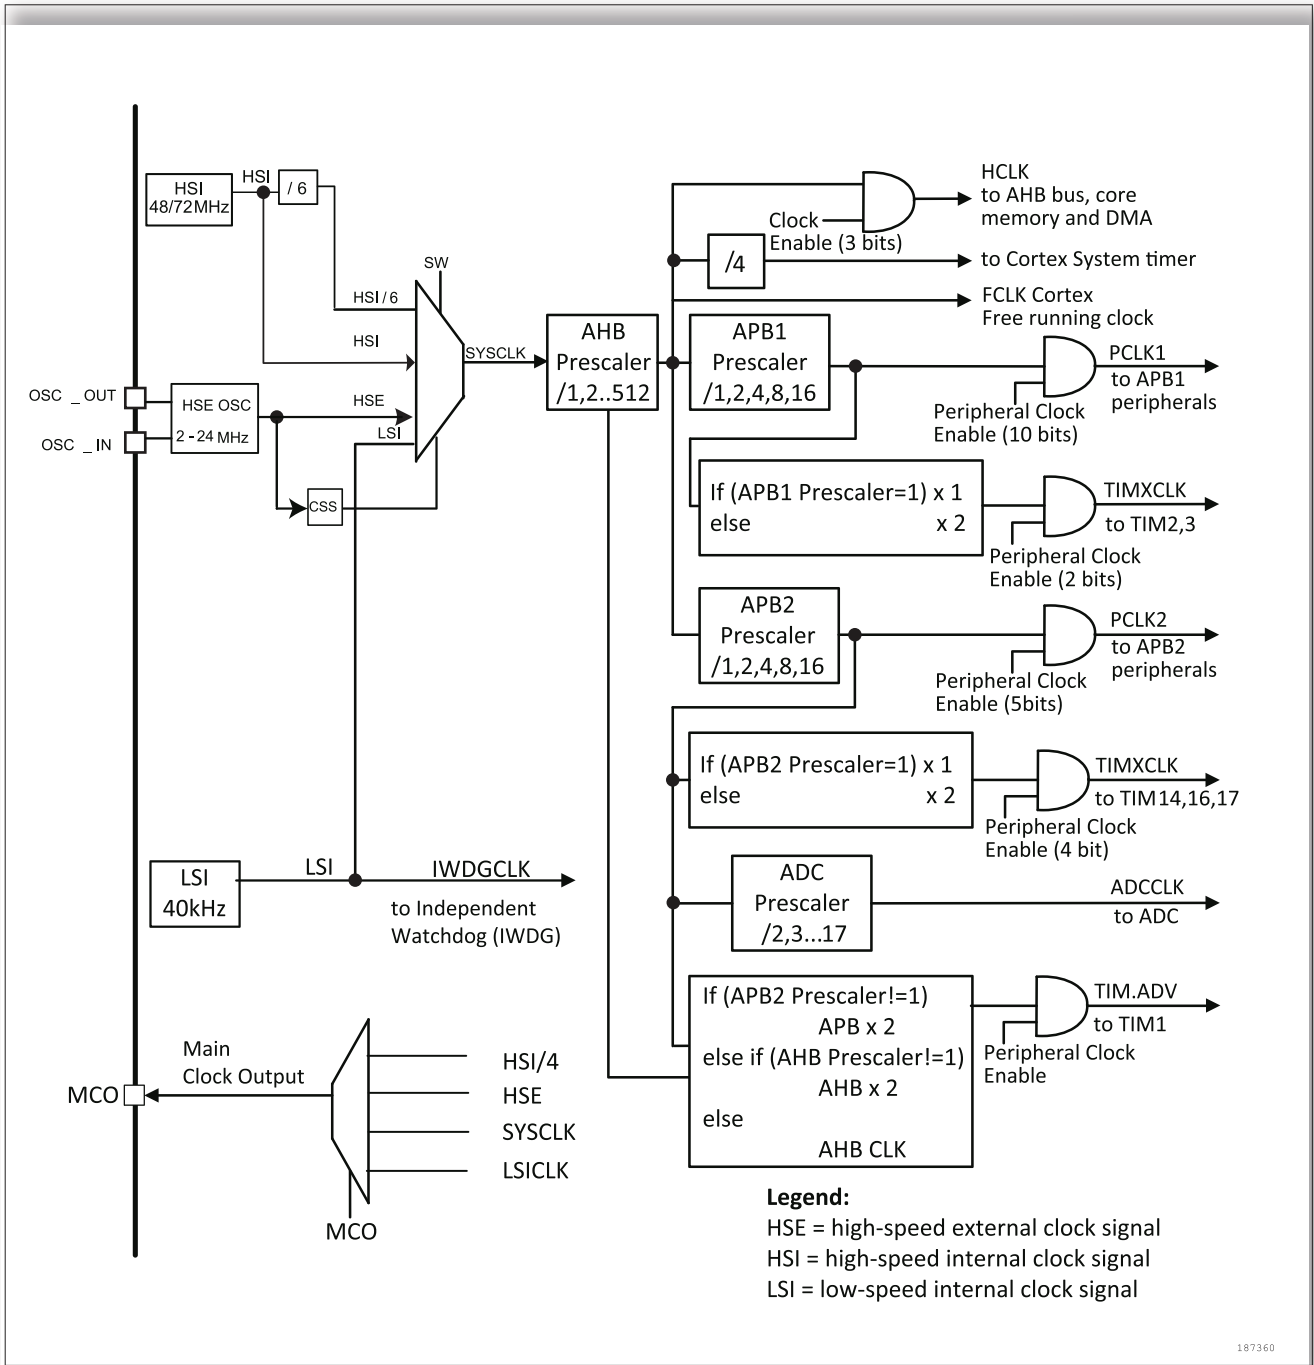 HSI
48/72MHz
HSI
/ 6
SW
HSI / 6
HSI
HSE
LSI
SYSCLK
OSC _ OUT
OSC _ IN
HSE OSC
2 - 24 MHz
CSS
AHB
Prescaler
/1,2..512
HCLK
to AHB bus, core
memory and DMA
Clock
Enable (3 bits)
/4
to Cortex System timer
FCLK Cortex
Free running clock
APB1
Prescaler
/1,2,4,8,16
PCLK1
to APB1
peripherals
Peripheral Clock
Enable (10 bits)
If (APB1 Prescaler=1) x 1
else x 2
TIMXCLK
to TIM2,3
Peripheral Clock
Enable (2 bits)
APB2
Prescaler
/1,2,4,8,16
PCLK2
to APB2
peripherals
Peripheral Clock
Enable (5bits)
If (APB2 Prescaler=1) x 1
else x 2
TIMXCLK
to TIM14,16,17
Peripheral Clock
Enable (4 bit)
LSI
40kHz
LSI
IWDGCLK
to Independent
Watchdog (IWDG)
ADC
Prescaler
/2,3...17
ADCCLK
to ADC
If (APB2 Prescaler!=1)
APB x 2
else if (AHB Prescaler!=1)
AHB x 2
else
AHB CLK
TIM.ADV
to TIM1
Peripheral Clock
Enable
MCO
Main
Clock Output
HSI/4
HSE
SYSCLK
LSICLK
MCO
Legend:
HSE = high-speed external clock signal
HSI = high-speed internal clock signal
LSI = low-speed internal clock signal
187360